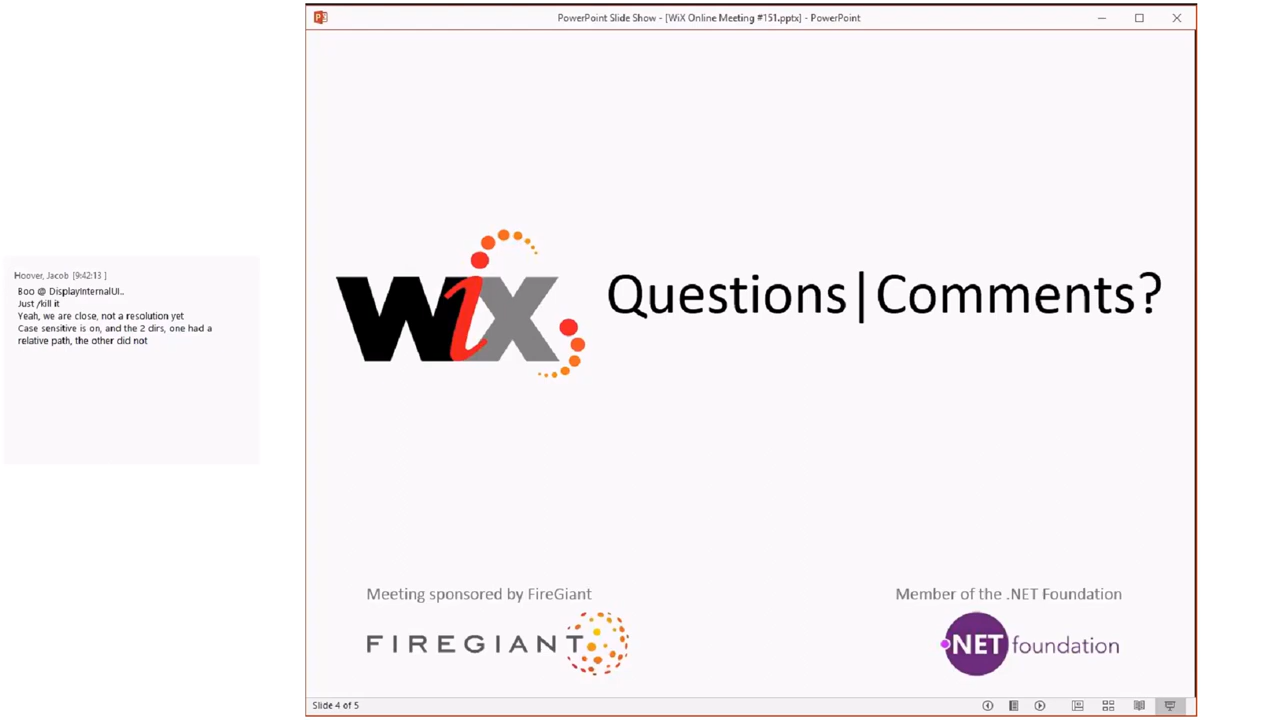 PowerPoint Slide Show - [WiX Online Meeting #151.pptx] - PowerPoint
Hoover, Jacob [9:42:13 ]
Boo @ DisplayInternalUI..
Just /kill it
Yeah, we are close, not a resolution yet
Case sensitive is on, and the 2 dirs, one had a
relative path, the other did not
WiX
Questions|Comments?
Meeting sponsored by FireGiant
Member of the .NET Foundation
FIREGIANT
.NET foundation
Slide 4 of 5